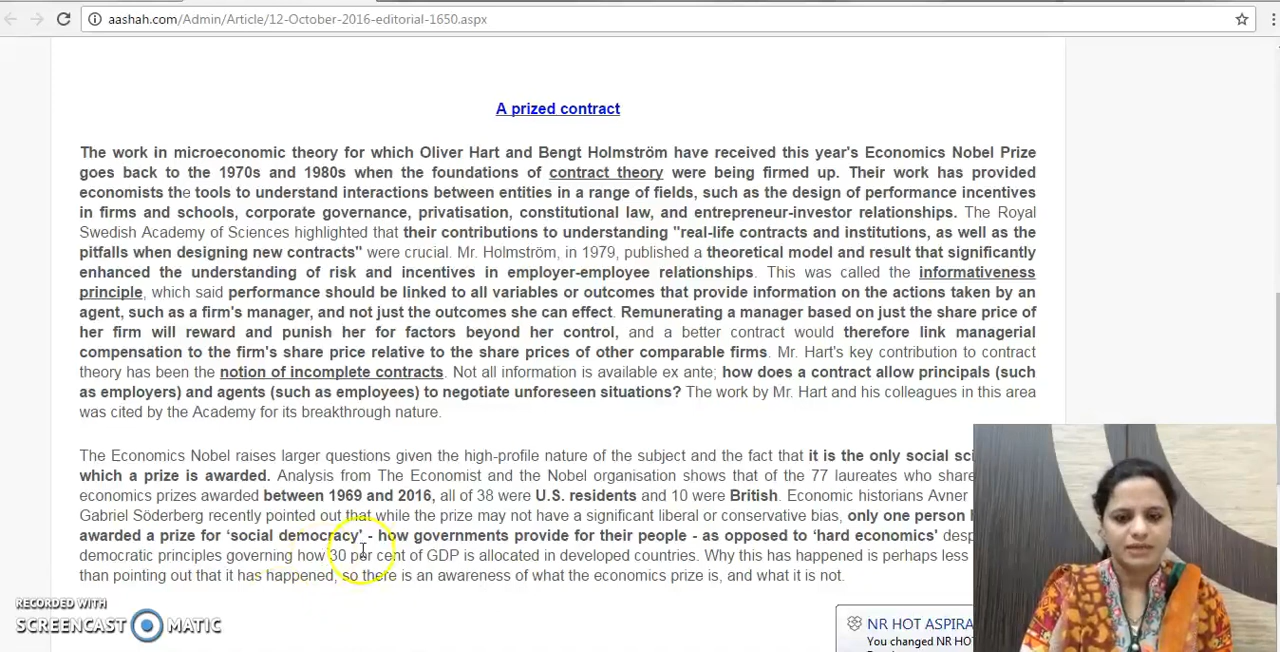 aashah.com/Admin/Article/12-October-2016-editorial-1650.aspx
A prized contract
The work in microeconomic theory for which Oliver Hart and Bengt Holmström have received this year's Economics Nobel Prize
goes back to the 1970s and 1980s when the foundations of contract theory were being firmed up. Their work has provided
economists the tools to understand interactions between entities in a range of fields, such as the design of performance incentives
in firms and schools, corporate governance, privatisation, constitutional law, and entrepreneur-investor relationships. The Royal
Swedish Academy of Sciences highlighted that their contributions to understanding "real-life contracts and institutions, as well as the
pitfalls when designing new contracts" were crucial. Mr. Holmström, in 1979, published a theoretical model and result that significantly
enhanced the understanding of risk and incentives in employer-employee relationships. This was called the informativeness
principle, which said performance should be linked to all variables or outcomes that provide information on the actions taken by an
agent, such as a firm's manager, and not just the outcomes she can effect. Remunerating a manager based on just the share price of
her firm will reward and punish her for factors beyond her control, and a better contract would therefore link managerial
compensation to the firm's share price relative to the share prices of other comparable firms. Mr. Hart's key contribution to contract
theory has been the notion of incomplete contracts. Not all information is available ex ante; how does a contract allow principals (such
as employers) and agents (such as employees) to negotiate unforeseen situations? The work by Mr. Hart and his colleagues in this area
was cited by the Academy for its breakthrough nature.
The Economics Nobel raises larger questions given the high-profile nature of the subject and the fact that it is the only social
which a prize is awarded. Analysis from The Economist and the Nobel organisation shows that of the 77 laureates who
economics prizes awarded between 1969 and 2016, all of 38 were U.S. residents and 10 were British. Economic historians Avner
Gabriel Söderberg recently pointed out that while the prize may not have a significant liberal or conservative bias, only one person
awarded a prize for 'social democracy' - how governments provide for their people - as opposed to 'hard economics'
democratic principles governing how 30 per cent of GDP is allocated in developed countries. Why this has happened is perhaps less
than pointing out that it has happened, so there is an awareness of what the economics prize is, and what it is not.
RECORDED WITH
SCREENCAST MATIC
NR HOT ASPIRA
You changed NR HO